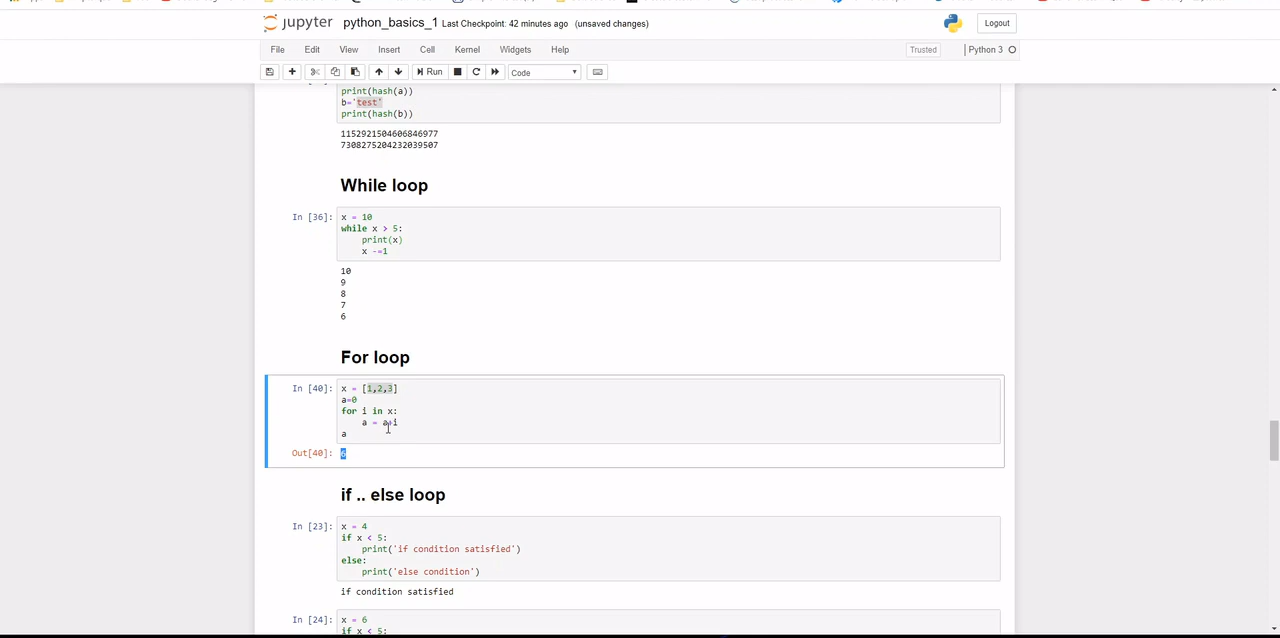 jupyter python_basics_1 Last Checkpoint: 42 minutes ago (unsaved changes) Logout
File Edit View Insert Cell Kernel Widgets Help Trusted Python 3
Run Code
print(hash(a))
b='test'
print(hash(b))
1152921504606846977
7308275204232039507
While loop
In [36]: x = 10
while x > 5:
print(x)
x -=1
10
9
8
7
6
For loop
In [40]: x = [1,2,3]
a=0
for i in x:
a = a+i
a
Out[40]: 6
if .. else loop
In [23]: x = 4
if x < 5:
print('if condition satisfied')
else:
print('else condition')
if condition satisfied
In [24]: x = 6
if x < 5: